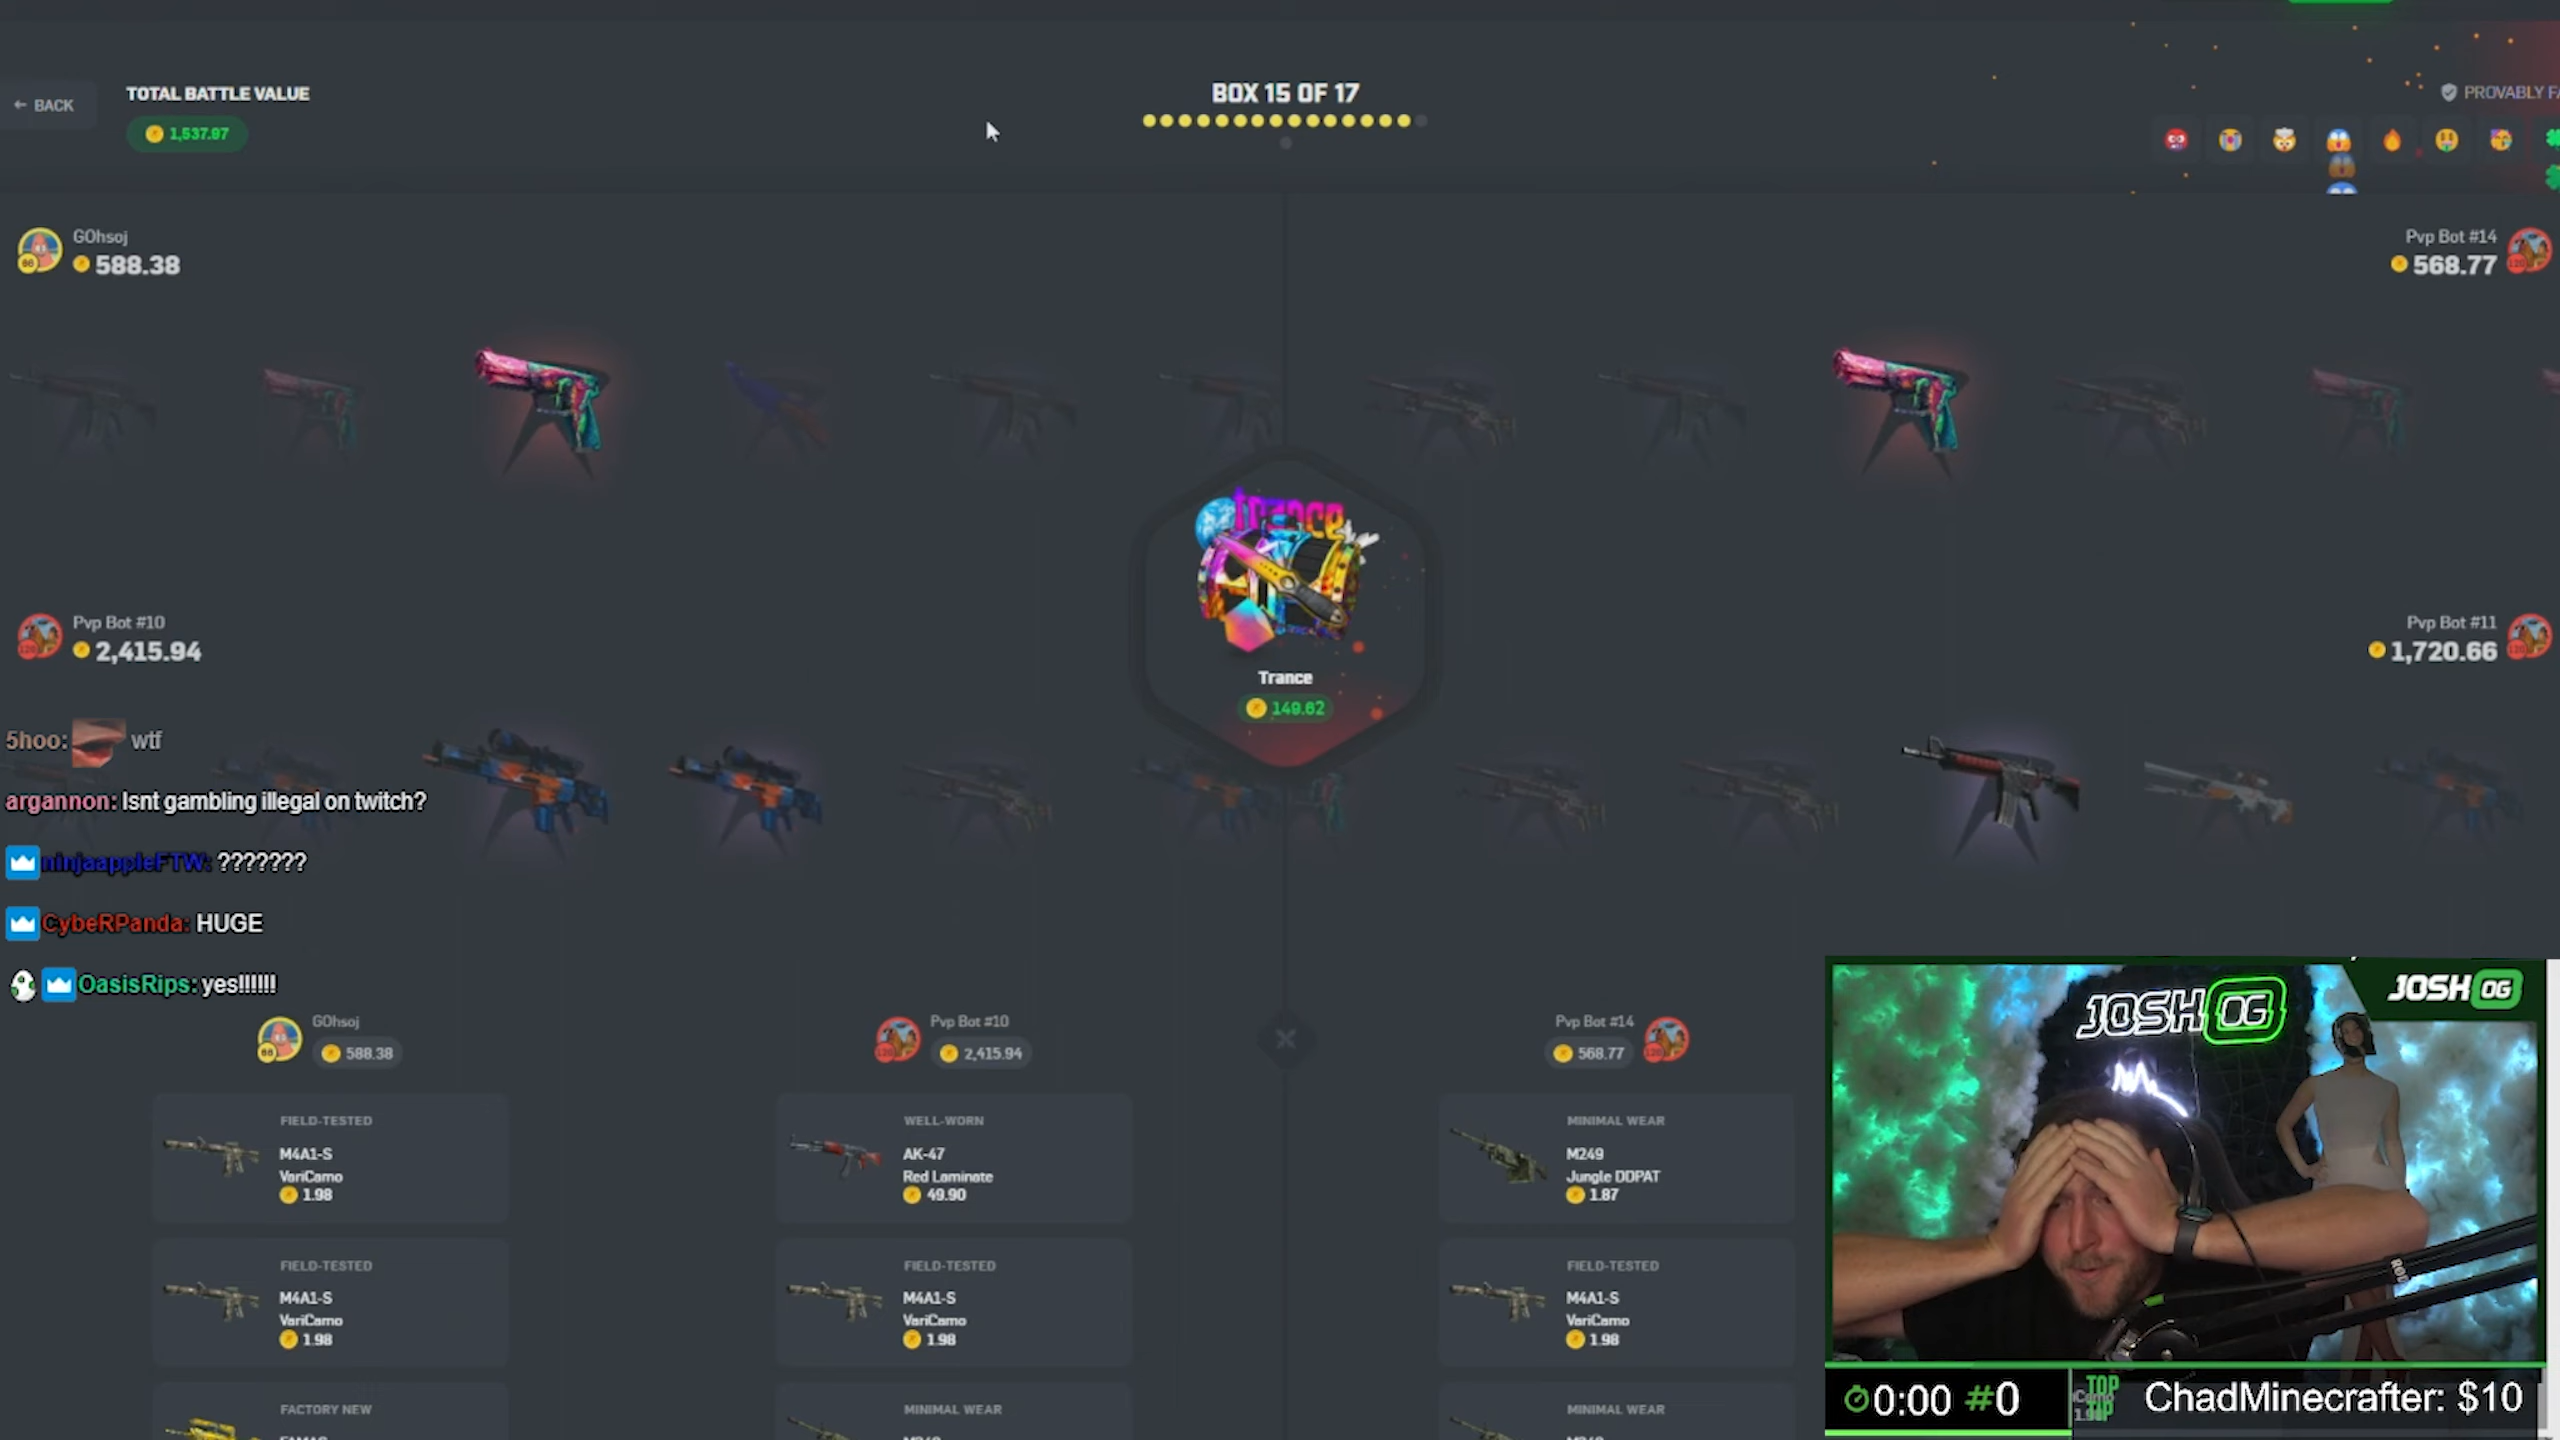 ← BACK
TOTAL BATTLE VALUE
1,537.97
BOX 15 OF 17
PROVABLY FA
GOhsoj
588.38
Pvp Bot #14
568.77
Pvp Bot #10
2,415.94
Pvp Bot #11
1,720.66
trance
Trance
149.62
5hoo: wtf
argannon: Isnt gambling illegal on twitch?
ninjaappleFTW: ???????
CybeRPanda: HUGE
OasisRips: yes!!!!!!
GOhsoj
588.38
Pvp Bot #10
2,415.94
Pvp Bot #14
568.77
FIELD-TESTED
M4A1-S
VariCamo
1.98
WELL-WORN
AK-47
Red Laminate
49.90
MINIMAL WEAR
M249
Jungle DDPAT
1.87
FIELD-TESTED
M4A1-S
VariCamo
1.98
FIELD-TESTED
M4A1-S
VariCamo
1.98
FIELD-TESTED
M4A1-S
VariCamo
1.98
FACTORY NEW
FAMAS
MINIMAL WEAR
M249
MINIMAL WEAR
JOSH OG
JOSH OG
0:00 #0
TOP
TIP
ChadMinecrafter: $10